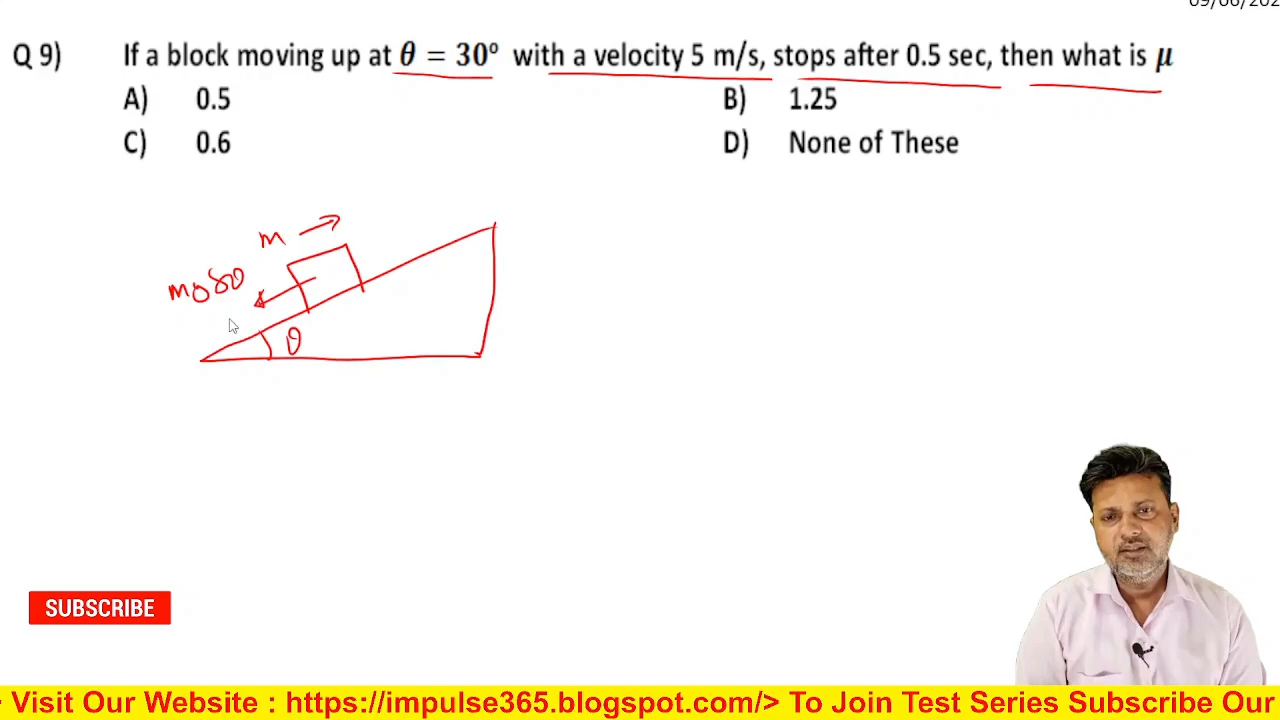 Q 9) If a block moving up at θ = 30° with a velocity 5 m/s, stops after 0.5 sec, then what is μ
A) 0.5 B) 1.25
C) 0.6 D) None of These
m
θ
SUBSCRIBE
Visit Our Website : https://impulse365.blogspot.com/> To Join Test Series Subscribe Our